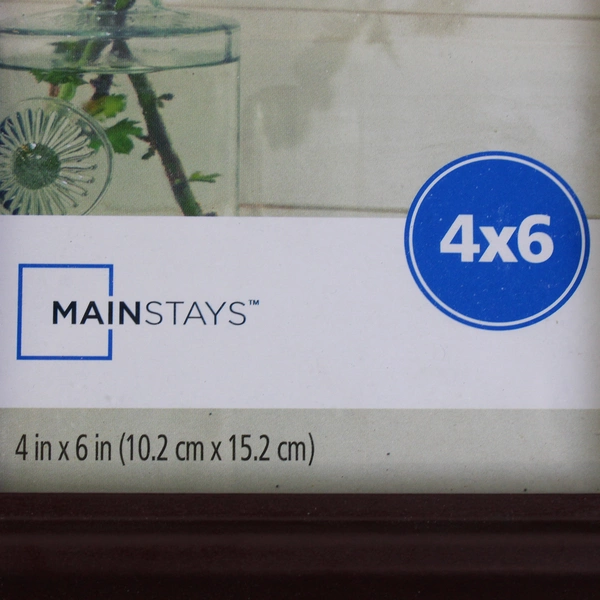 4x6
MAINSTAYS™
4 in x 6 in (10.2 cm x 15.2 cm)